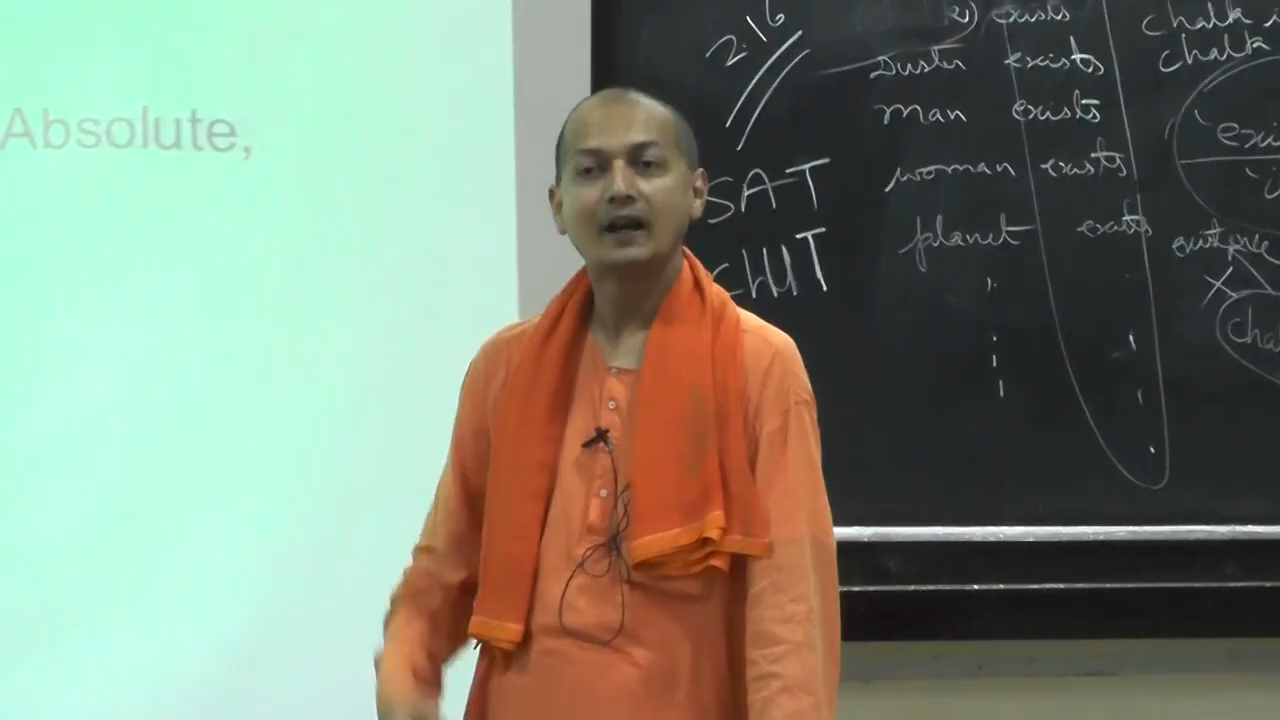 Absolute,
2.16
SAT
CHIT
exists
Duster exists
man exists
woman exists
planet exists
chalk
chalk
existence
X